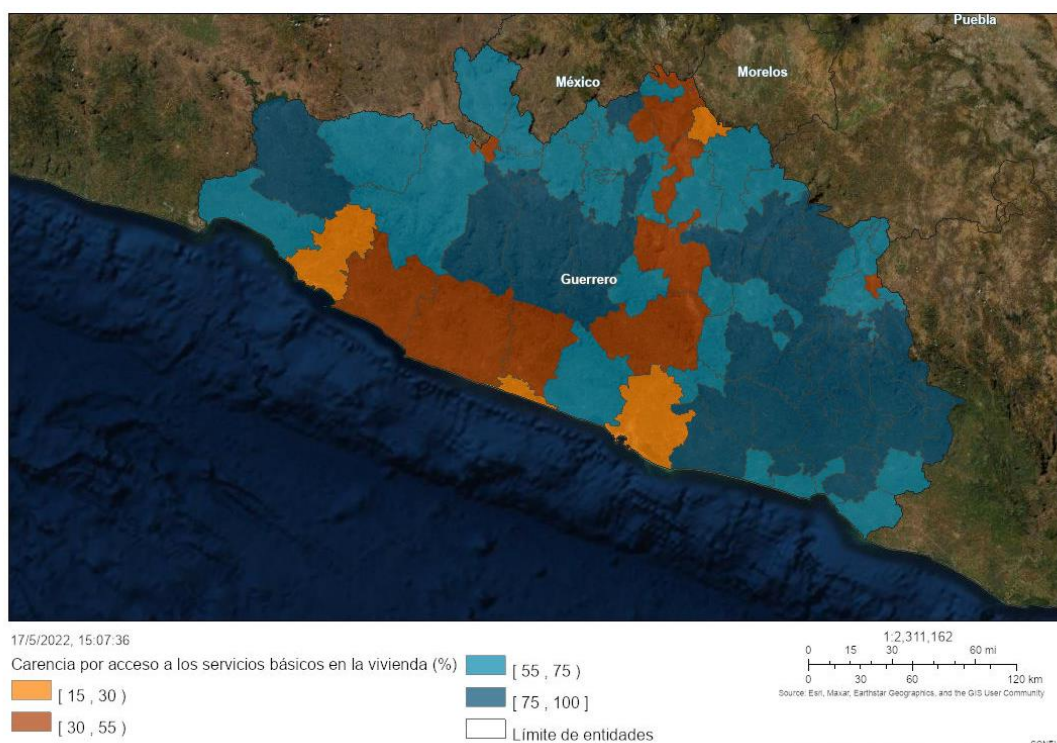 Puebla
México
Morelos
Guerrero
17/5/2022, 15:07:36
Carencia por acceso a los servicios básicos en la vivienda (%)
[ 15 , 30 )
[ 30 , 55 )
[ 55 , 75 )
[ 75 , 100 ]
Límite de entidades
1:2,311,162
0 15 30 60 mi
0 30 60 120 km
Source: Esri, Maxar, Earthstar Geographics, and the GIS User Community